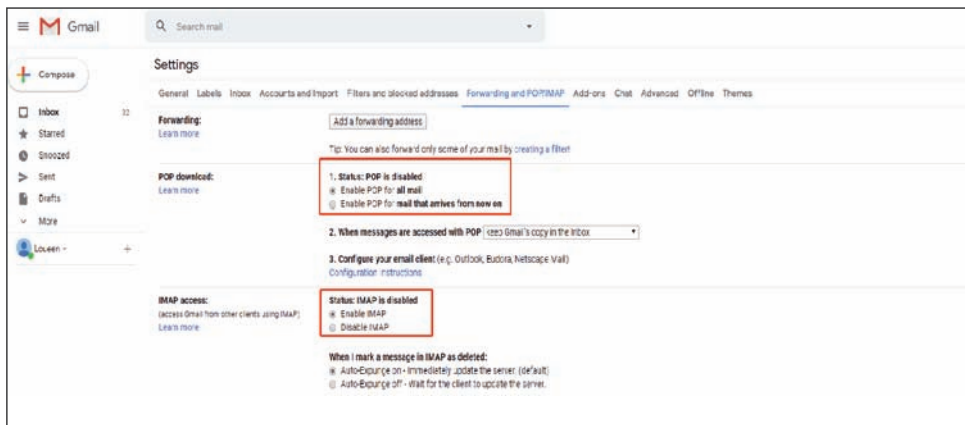 Gmail
Search mail
Compose
Settings
General Labels Inbox Accounts and Import Filters and blocked addresses Forwarding and POP/IMAP Add-ons Chat Advanced Offline Themes
Inbox 32
Starred
Snoozed
Sent
Drafts
More
Loveen
Forwarding:
Learn more
Add a forwarding address
Tip: You can also forward only some of your mail by creating a filter!
POP download:
Learn more
1. Status: POP is disabled
Enable POP for all mail
Enable POP for mail that arrives from now on
2. When messages are accessed with POP keep Gmail's copy in the Inbox
3. Configure your email client (e.g. Outlook, Eudora, Netscape Mail)
Configuration instructions
IMAP access:
(access Gmail from other clients using IMAP)
Learn more
Status: IMAP is disabled
Enable IMAP
Disable IMAP
When I mark a message in IMAP as deleted:
Auto-Expunge on - Immediately update the server. (default)
Auto-Expunge off - Wait for the client to update the server.